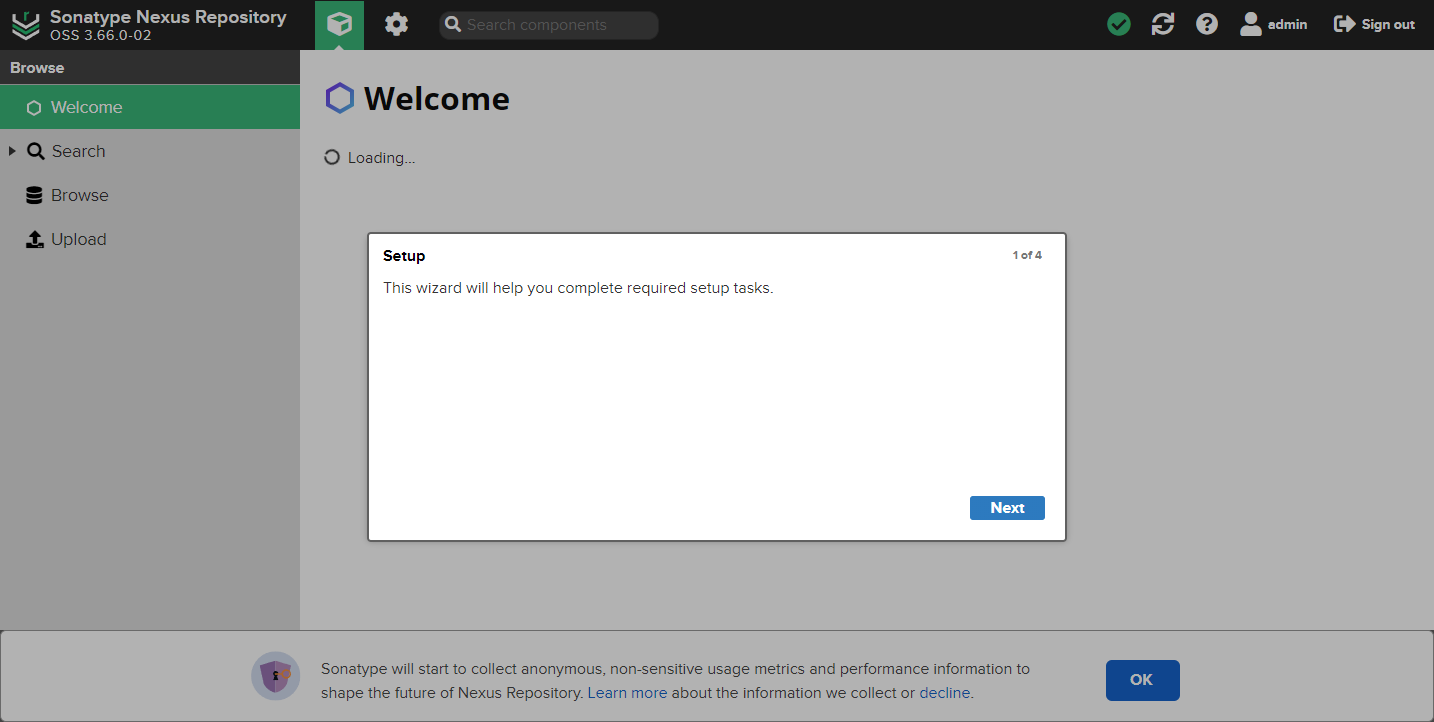 Sonatype Nexus Repository
OSS 3.66.0-02
Search components
admin
Sign out
Browse
Welcome
Search
Browse
Upload
Welcome
Loading...
Setup
1 of 4
This wizard will help you complete required setup tasks.
Next
Sonatype will start to collect anonymous, non-sensitive usage metrics and performance information to
shape the future of Nexus Repository. Learn more about the information we collect or decline.
OK